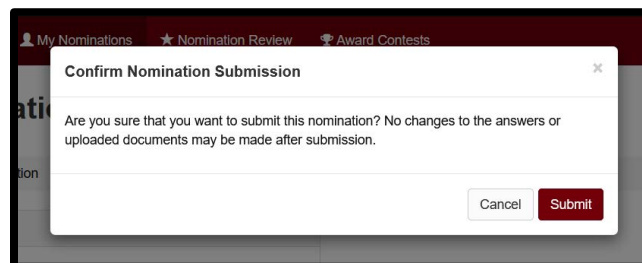 My Nominations Nomination Review Award Contests
Confirm Nomination Submission ×
Are you sure that you want to submit this nomination? No changes to the answers or
uploaded documents may be made after submission.
Cancel Submit